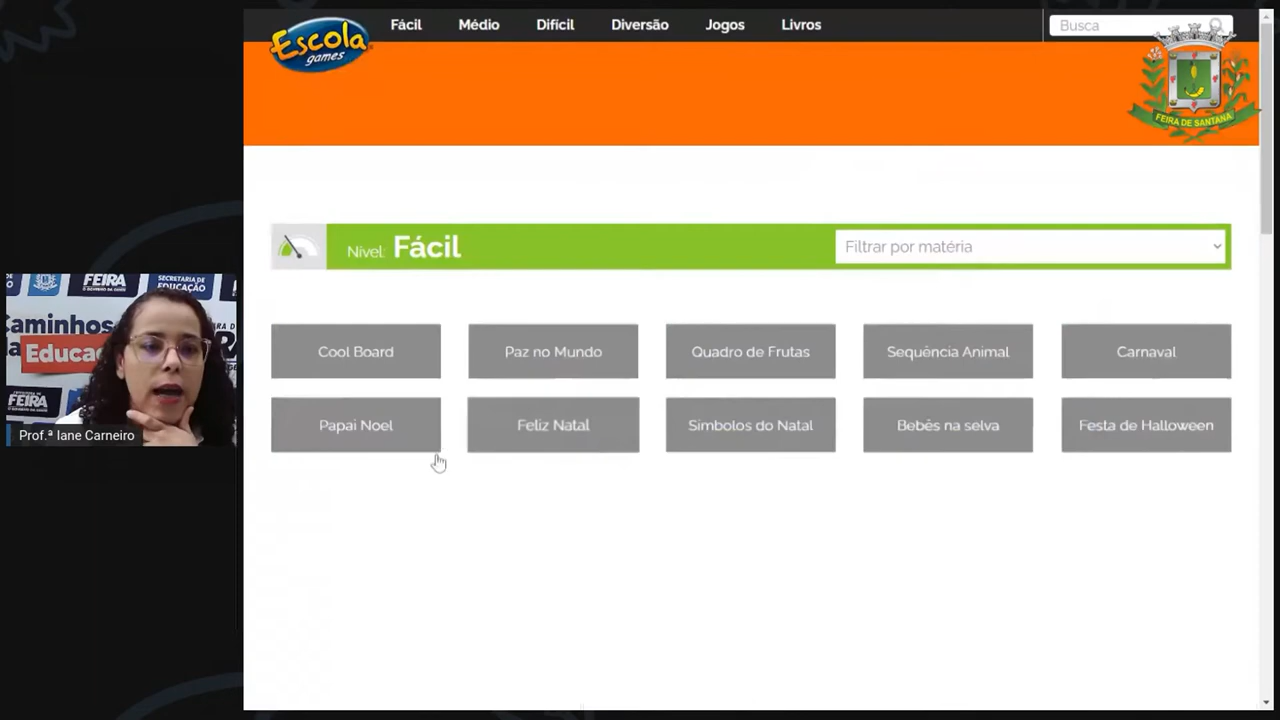 Escola
games
Fácil
Médio
Difícil
Diversão
Jogos
Livros
Busca
FEIRA DE SANTANA
Nível: Fácil
Filtrar por matéria
Cool Board
Paz no Mundo
Quadro de Frutas
Sequência Animal
Carnaval
Papai Noel
Feliz Natal
Símbolos do Natal
Bebês na selva
Festa de Halloween
FEIRA
SECRETARIA DE
EDUCAÇÃO
Caminhos
Educa
FEIRA
Prof.ª Iane Carneiro